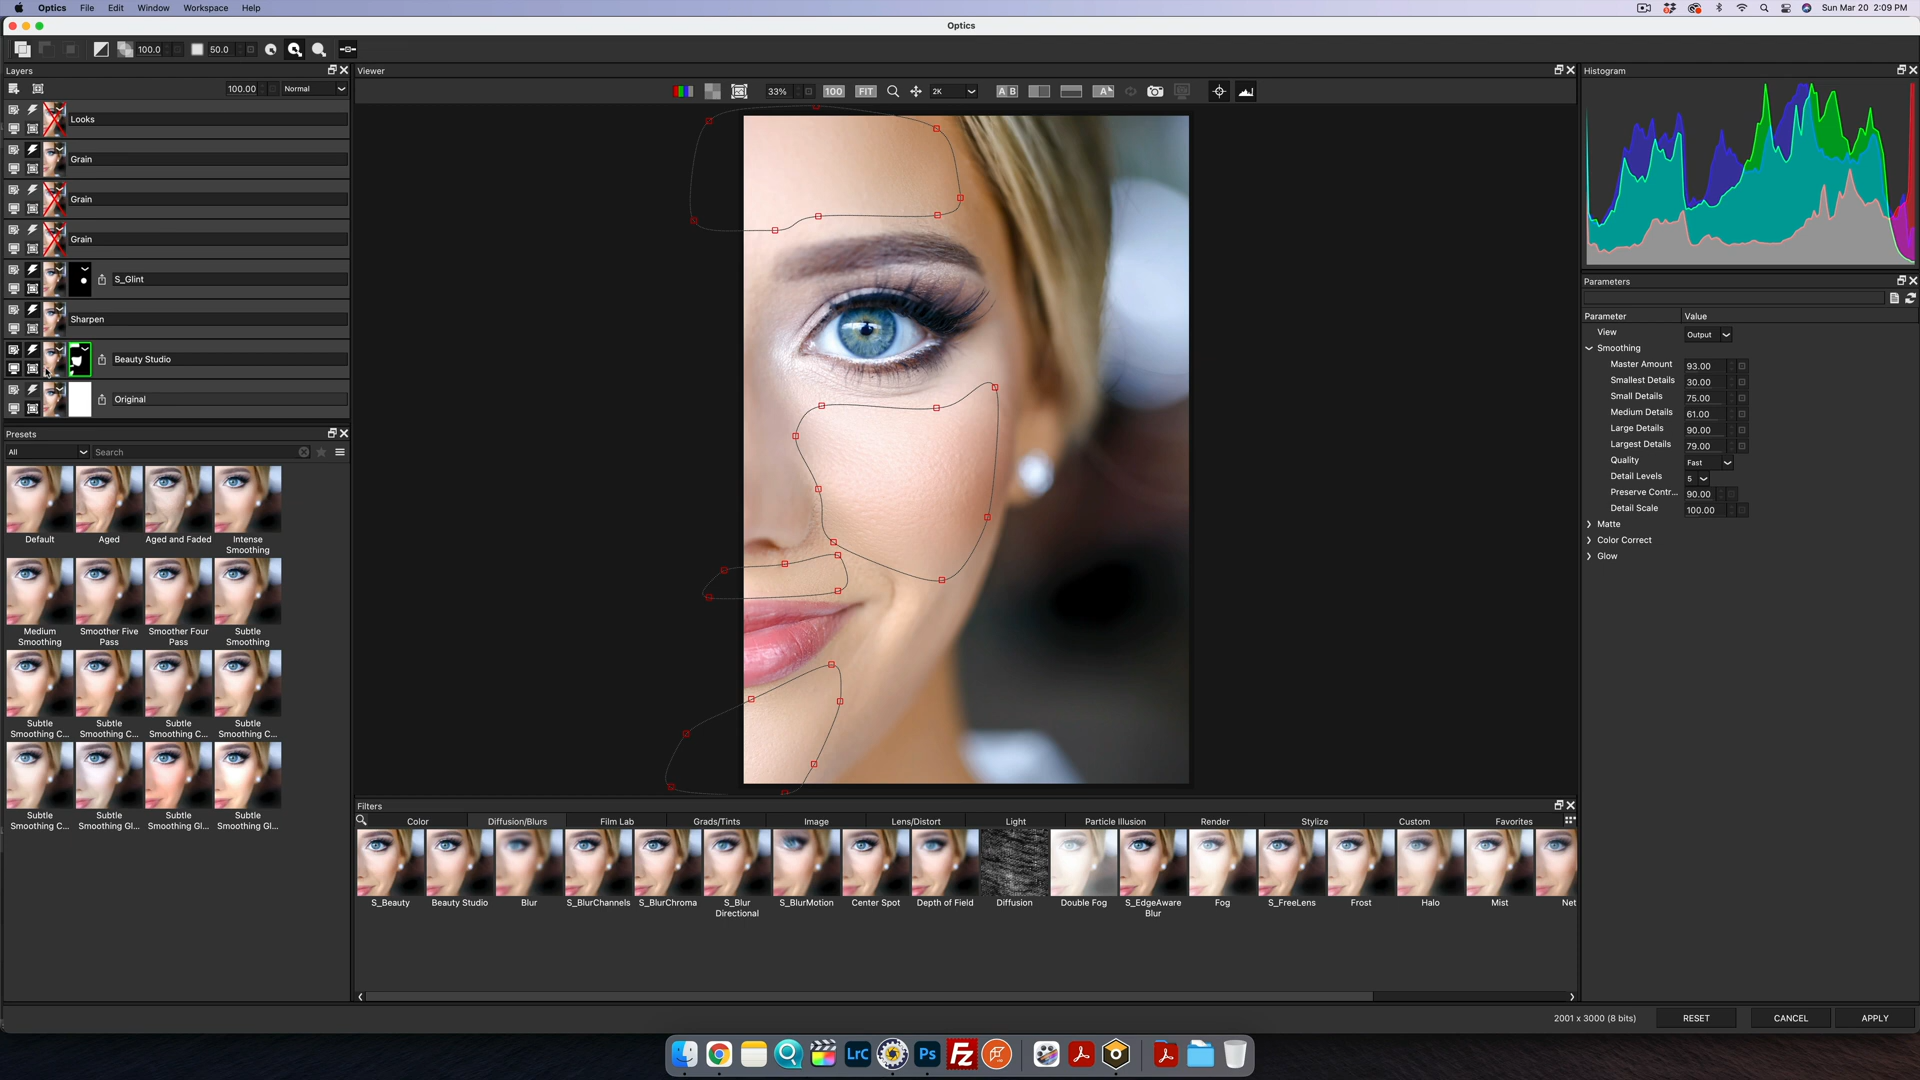 Optics File Edit Window Workspace Help
Sun Mar 20 2:09 PM
Optics
100.0 50.0
Layers
100.00 Normal
Looks
Grain
Grain
Grain
S_Glint
Sharpen
Beauty Studio
Original
Presets
All Search
Default Aged Aged and Faded Intense Smoothing
Medium Smoothing Smoother Five Pass Smoother Four Pass Subtle Smoothing
Subtle Smoothing C... Subtle Smoothing C... Subtle Smoothing C... Subtle Smoothing C...
Subtle Smoothing C... Subtle Smoothing Gl... Subtle Smoothing Gl... Subtle Smoothing Gl...
Viewer
33% 100 FIT 2K A B A
Filters
Color Diffusion/Blurs Film Lab Grads/Tints Image Lens/Distort Light Particle Illusion Render Stylize Custom Favorites
S_Beauty Beauty Studio Blur S_BlurChannels S_BlurChroma S_Blur Directional S_BlurMotion Center Spot Depth of Field Diffusion Double Fog S_EdgeAware Blur Fog S_FreeLens Frost Halo Mist Net
Histogram
Parameters
Parameter Value
View Output
Smoothing
Master Amount 93.00
Smallest Details 30.00
Small Details 75.00
Medium Details 61.00
Large Details 90.00
Largest Details 79.00
Quality Fast
Detail Levels 5
Preserve Contr... 90.00
Detail Scale 100.00
Matte
Color Correct
Glow
2001 x 3000 (8 bits) RESET CANCEL APPLY
LrC Ps Fz